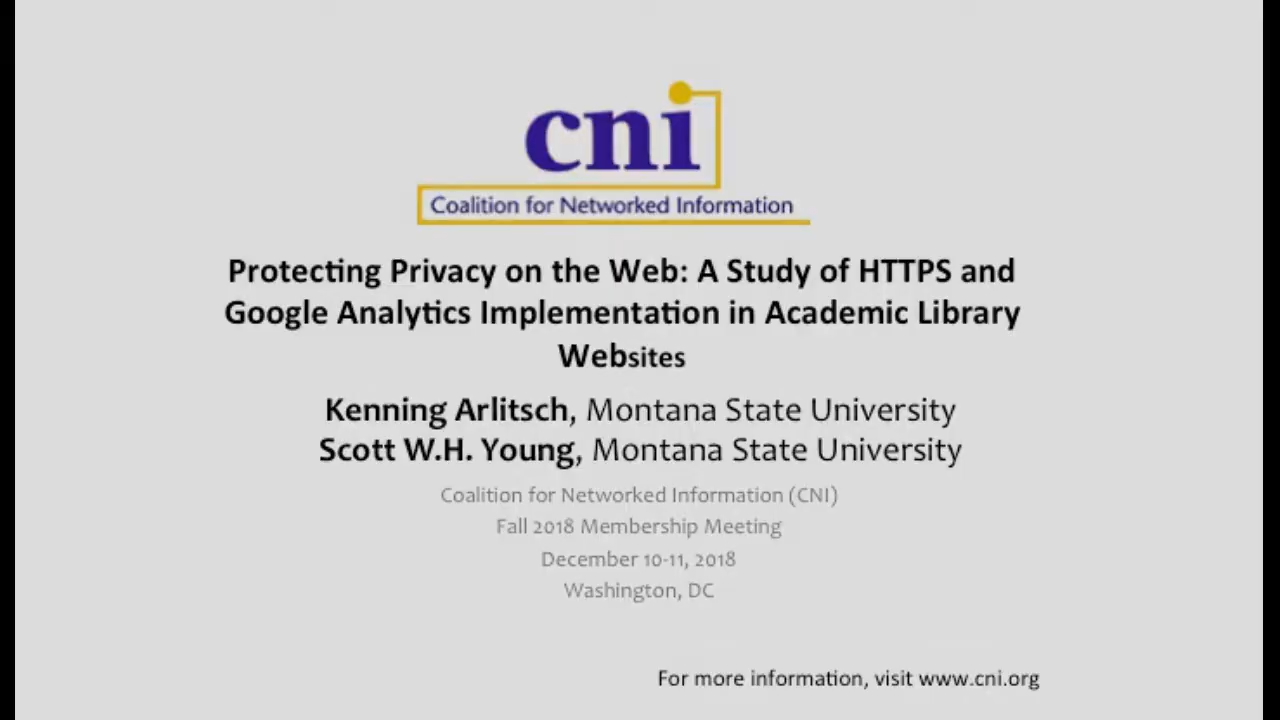 cni
Coalition for Networked Information
Protecting Privacy on the Web: A Study of HTTPS and
Google Analytics Implementation in Academic Library
Websites
Kenning Arlitsch, Montana State University
Scott W.H. Young, Montana State University
Coalition for Networked Information (CNI)
Fall 2018 Membership Meeting
December 10-11, 2018
Washington, DC
For more information, visit www.cni.org